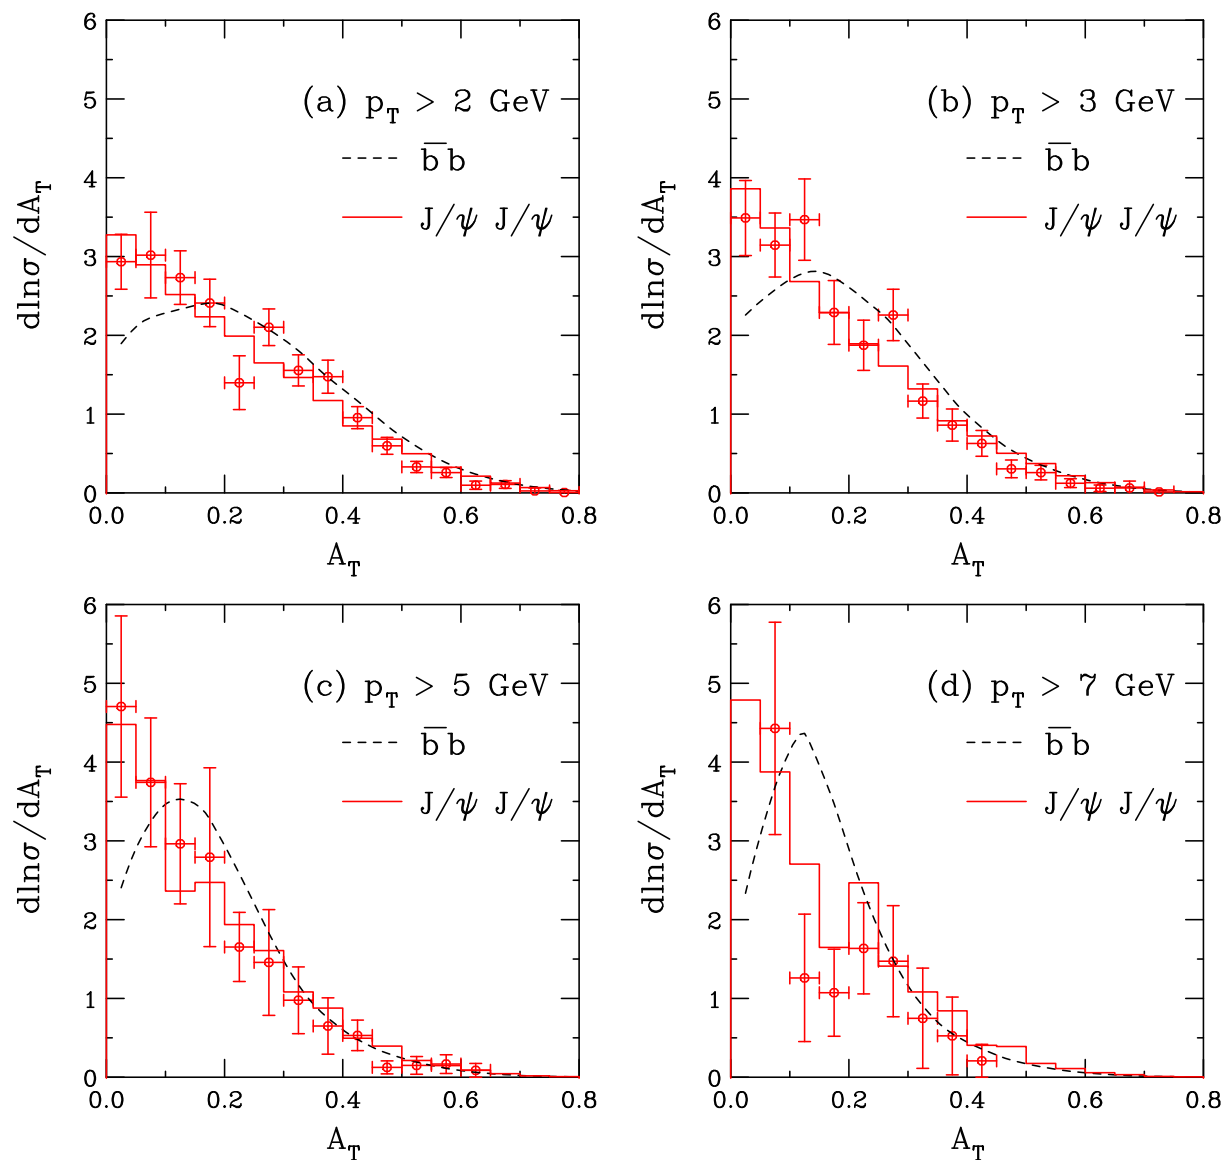 6
5
4
3
2
1
0
0.0 0.2 0.4 0.6 0.8
dlnσ/dA_T
A_T
(a) p_T > 2 GeV
b̅b
J/ψ J/ψ
6
5
4
3
2
1
0
0.0 0.2 0.4 0.6 0.8
dlnσ/dA_T
A_T
(b) p_T > 3 GeV
b̅b
J/ψ J/ψ
6
5
4
3
2
1
0
0.0 0.2 0.4 0.6 0.8
dlnσ/dA_T
A_T
(c) p_T > 5 GeV
b̅b
J/ψ J/ψ
6
5
4
3
2
1
0
0.0 0.2 0.4 0.6 0.8
dlnσ/dA_T
A_T
(d) p_T > 7 GeV
b̅b
J/ψ J/ψ